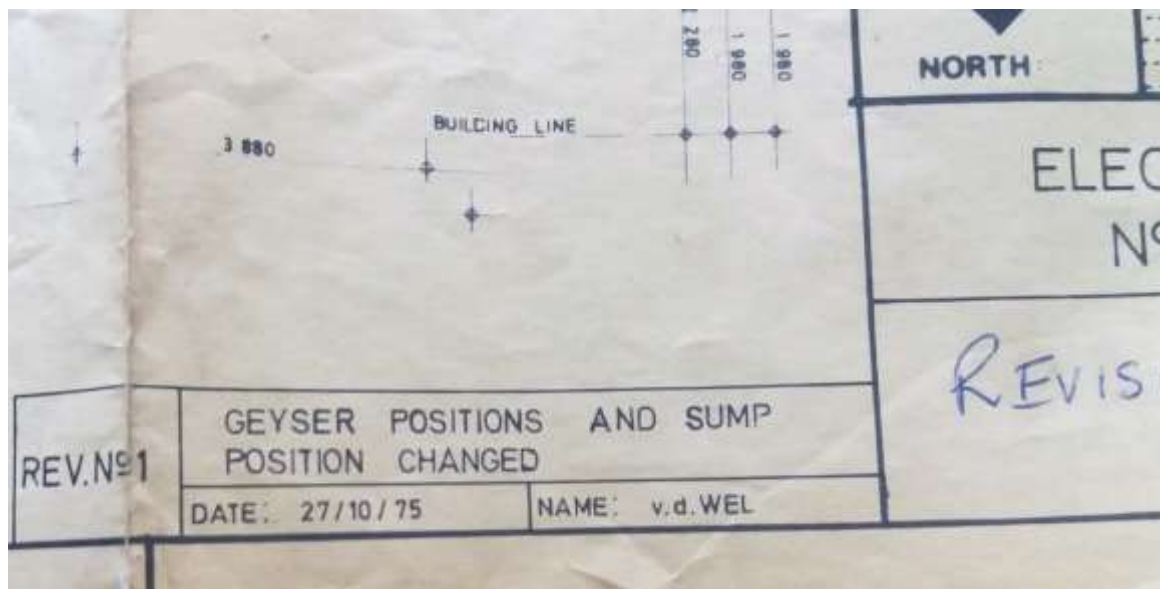 280
1 980
1 980
NORTH
BUILDING LINE
3 880
ELEC
Nº
REVIS
GEYSER POSITIONS AND SUMP
POSITION CHANGED
REV.Nº1
DATE: 27/10/75
NAME: v.d.WEL